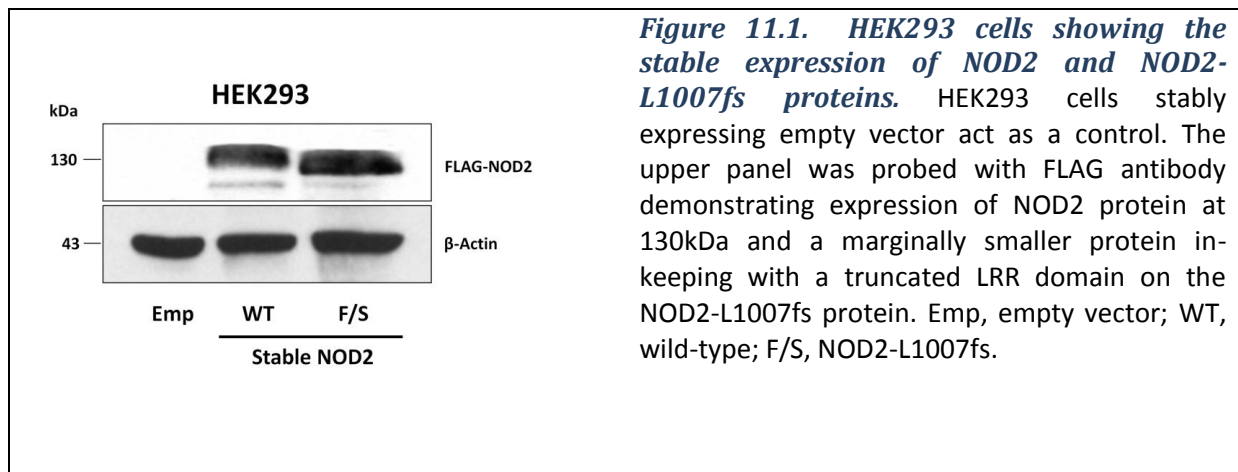 HEK293
kDa
130
FLAG-NOD2
43
β-Actin
Emp WT F/S
Stable NOD2
Figure 11.1. HEK293 cells showing the
stable expression of NOD2 and NOD2-
L1007fs proteins. HEK293 cells stably
expressing empty vector act as a control. The
upper panel was probed with FLAG antibody
demonstrating expression of NOD2 protein at
130kDa and a marginally smaller protein in-
keeping with a truncated LRR domain on the
NOD2-L1007fs protein. Emp, empty vector; WT,
wild-type; F/S, NOD2-L1007fs.